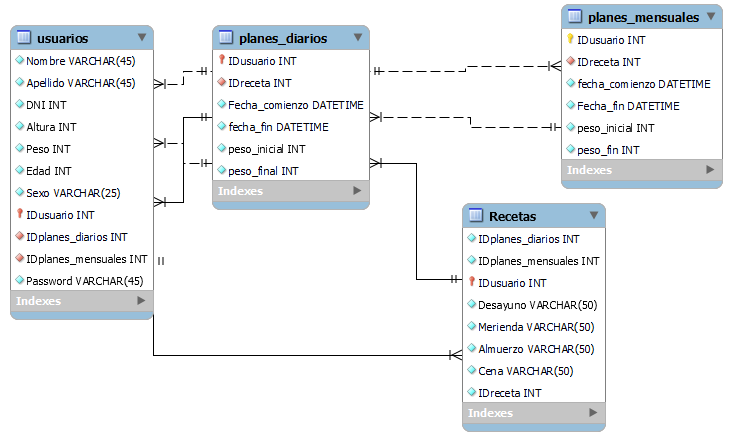 usuarios
Nombre VARCHAR(45)
Apellido VARCHAR(45)
DNI INT
Altura INT
Peso INT
Edad INT
Sexo VARCHAR(25)
IDusuario INT
IDplanes_diarios INT
IDplanes_mensuales INT
Password VARCHAR(45)
Indexes
planes_diarios
IDusuario INT
IDreceta INT
Fecha_comienzo DATETIME
fecha_fin DATETIME
peso_inicial INT
peso_final INT
Indexes
planes_mensuales
IDusuario INT
IDreceta INT
fecha_comienzo DATETIME
Fecha_fin DATETIME
peso_inicial INT
peso_fin INT
Indexes
Recetas
IDplanes_diarios INT
IDplanes_mensuales INT
IDusuario INT
Desayuno VARCHAR(50)
Merienda VARCHAR(50)
Almuerzo VARCHAR(50)
Cena VARCHAR(50)
IDreceta INT
Indexes